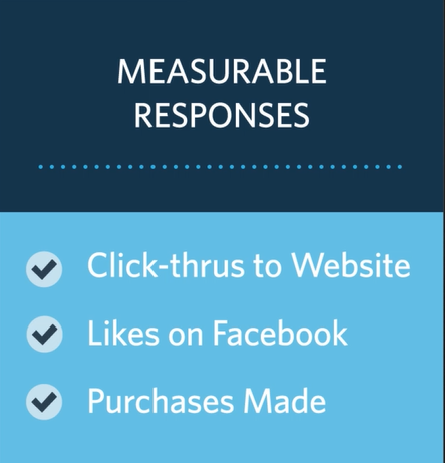 MEASURABLE
RESPONSES
Click-thrus to Website
Likes on Facebook
Purchases Made